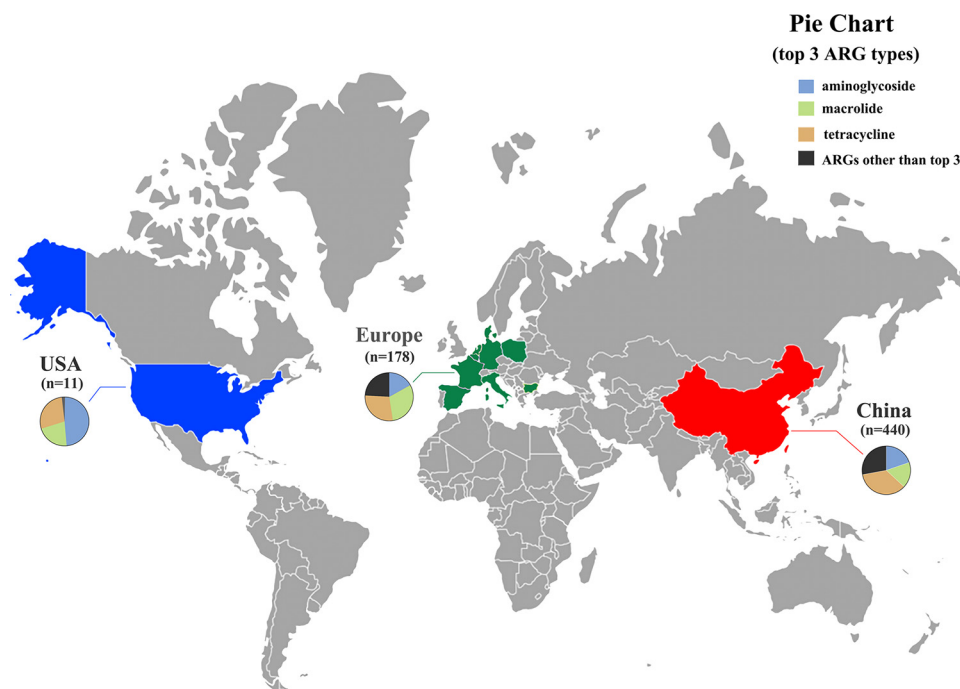 Pie Chart
(top 3 ARG types)
aminoglycoside
macrolide
tetracycline
ARGs other than top 3
USA
(n=11)
Europe
(n=178)
China
(n=440)